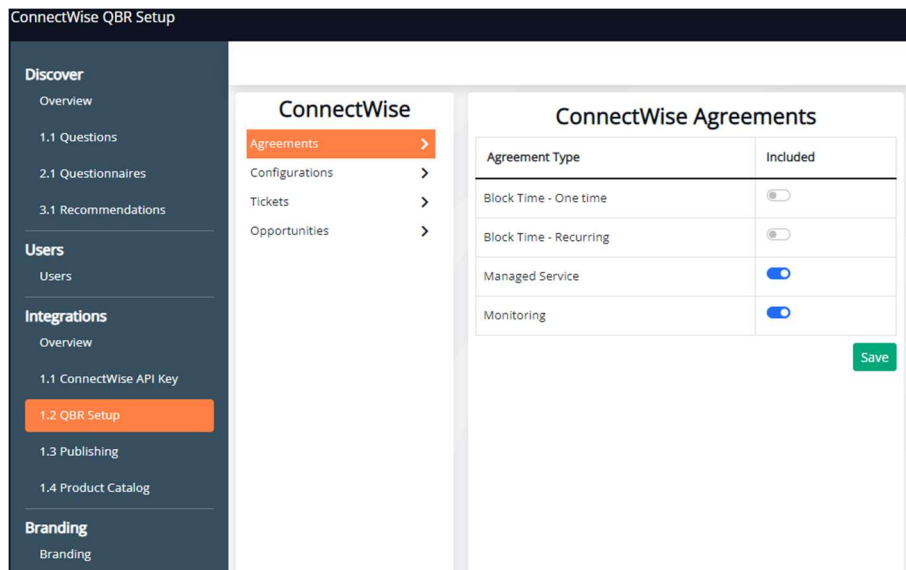 ConnectWise QBR Setup
Discover
Overview
1.1 Questions
2.1 Questionnaires
3.1 Recommendations
Users
Users
Integrations
Overview
1.1 ConnectWise API Key
1.2 QBR Setup
1.3 Publishing
1.4 Product Catalog
Branding
Branding
ConnectWise
Agreements
Configurations
Tickets
Opportunities
ConnectWise Agreements
Agreement Type Included
Block Time - One time
Block Time - Recurring
Managed Service
Monitoring
Save